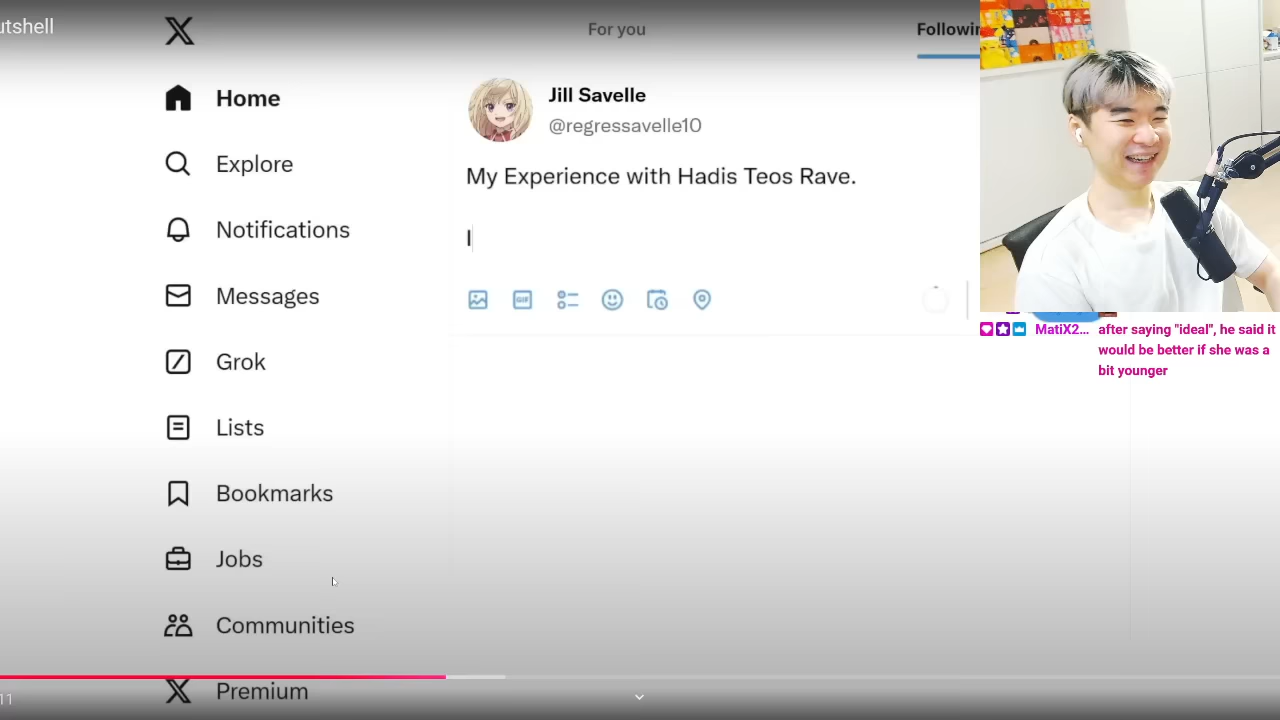 utshell
For you
Followin
Home
Jill Savelle
@regressavelle10
Explore
My Experience with Hadis Teos Rave.
Notifications
I
Messages
GIF
MatiX2... after saying "ideal", he said it
would be better if she was a
bit younger
Grok
Lists
Bookmarks
Jobs
Communities
Premium
11